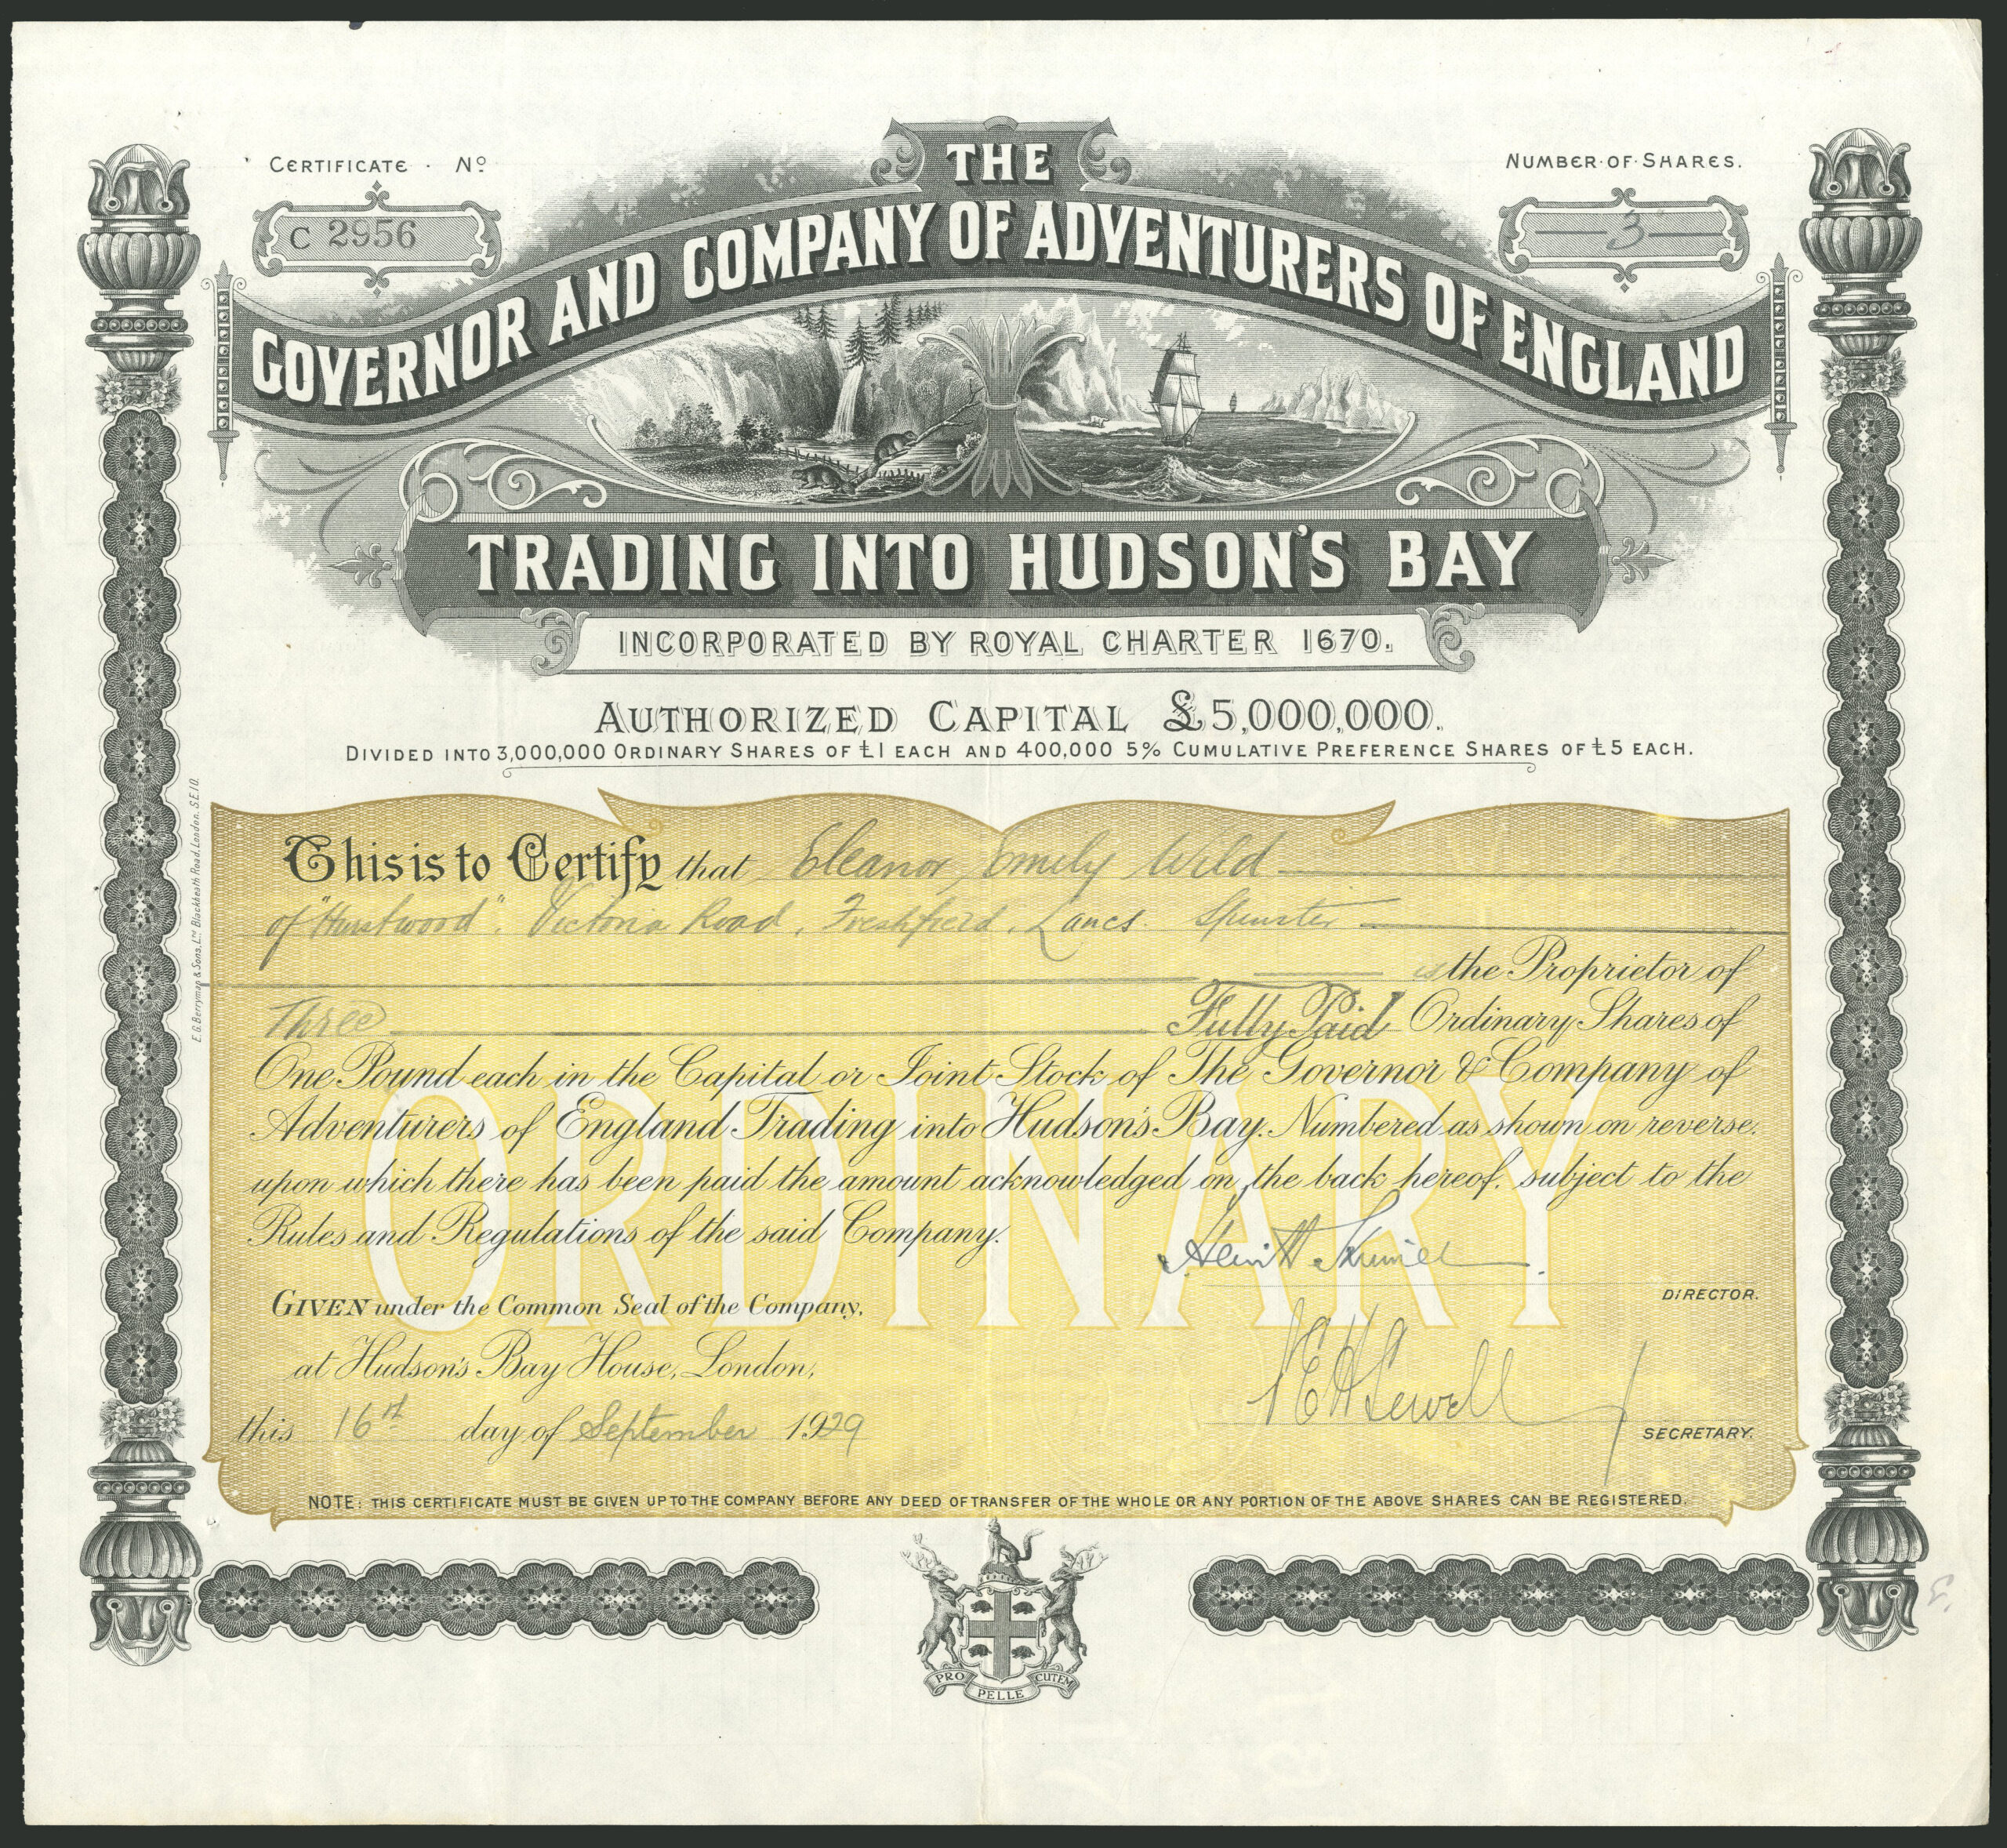 CERTIFICATE · Nº
C 2956
NUMBER·OF·SHARES.
3
THE
GOVERNOR AND COMPANY OF ADVENTURERS OF ENGLAND
TRADING INTO HUDSON'S BAY
INCORPORATED BY ROYAL CHARTER 1670.
AUTHORIZED CAPITAL £5,000,000.
DIVIDED INTO 3,000,000 ORDINARY SHARES OF £1 EACH AND 400,000 5% CUMULATIVE PREFERENCE SHARES OF £5 EACH.
E.G. Berryman & Sons, Ltd. Blackheath Road, London. S.E.10.
This is to Certify that Eleanor Emily Wild
of "Hurstwood". Victoria Road, Freshfield, Lancs. Spinster
is the Proprietor of
Three Fully Paid Ordinary Shares of
One Pound each in the Capital or Joint Stock of The Governor & Company of
Adventurers of England Trading into Hudson's Bay. Numbered as shown on reverse.
upon which there has been paid the amount acknowledged on the back hereof. subject to the
Rules and Regulations of the said Company.
ORDINARY
DIRECTOR.
GIVEN under the Common Seal of the Company,
at Hudson's Bay House, London,
this 16th day of September 1929
SECRETARY.
NOTE: THIS CERTIFICATE MUST BE GIVEN UP TO THE COMPANY BEFORE ANY DEED OF TRANSFER OF THE WHOLE OR ANY PORTION OF THE ABOVE SHARES CAN BE REGISTERED.
PRO PELLE CUTEM